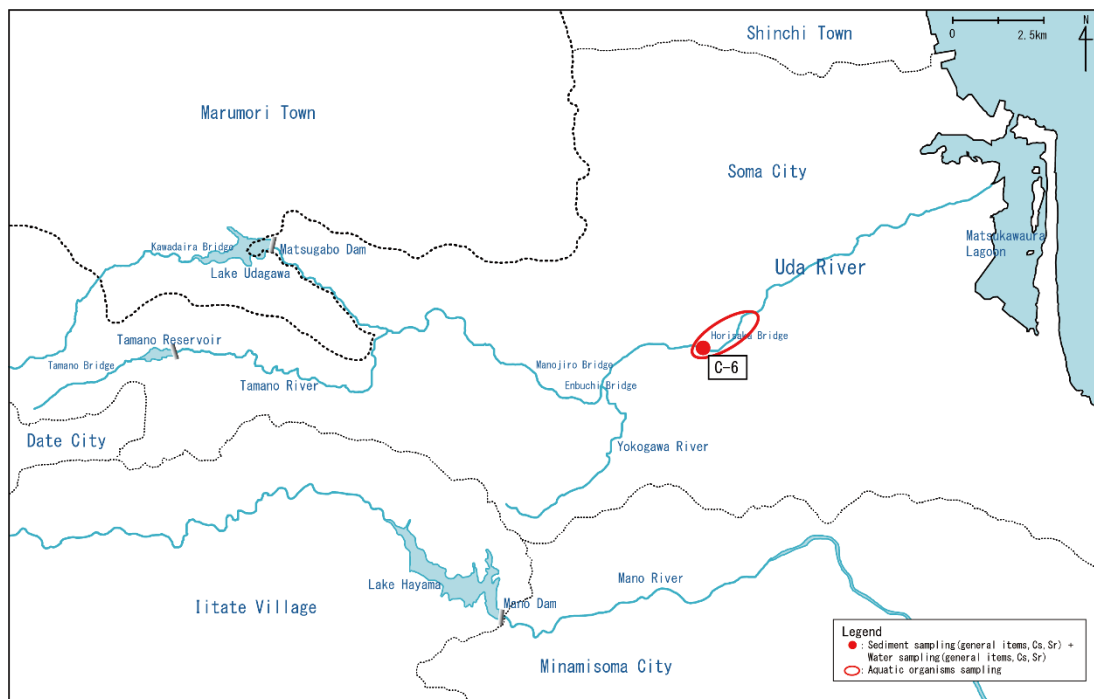 Shinchi Town
N
0 2.5km
Marumori Town
Soma City
Kawadaira Bridge
Matsugabo Dam
Lake Udagawa
Matsukawaura
Lagoon
Uda River
Tamano Reservoir
Horisaka Bridge
Tamano Bridge
Manojiro Bridge
C-6
Tamano River
Enbuchi Bridge
Date City
Yokogawa River
Lake Hayama
Mano River
Iitate Village
Mano Dam
Minamisoma City
Legend
: Sediment sampling(general items, Cs, Sr) +
Water sampling(general items, Cs, Sr)
: Aquatic organisms sampling